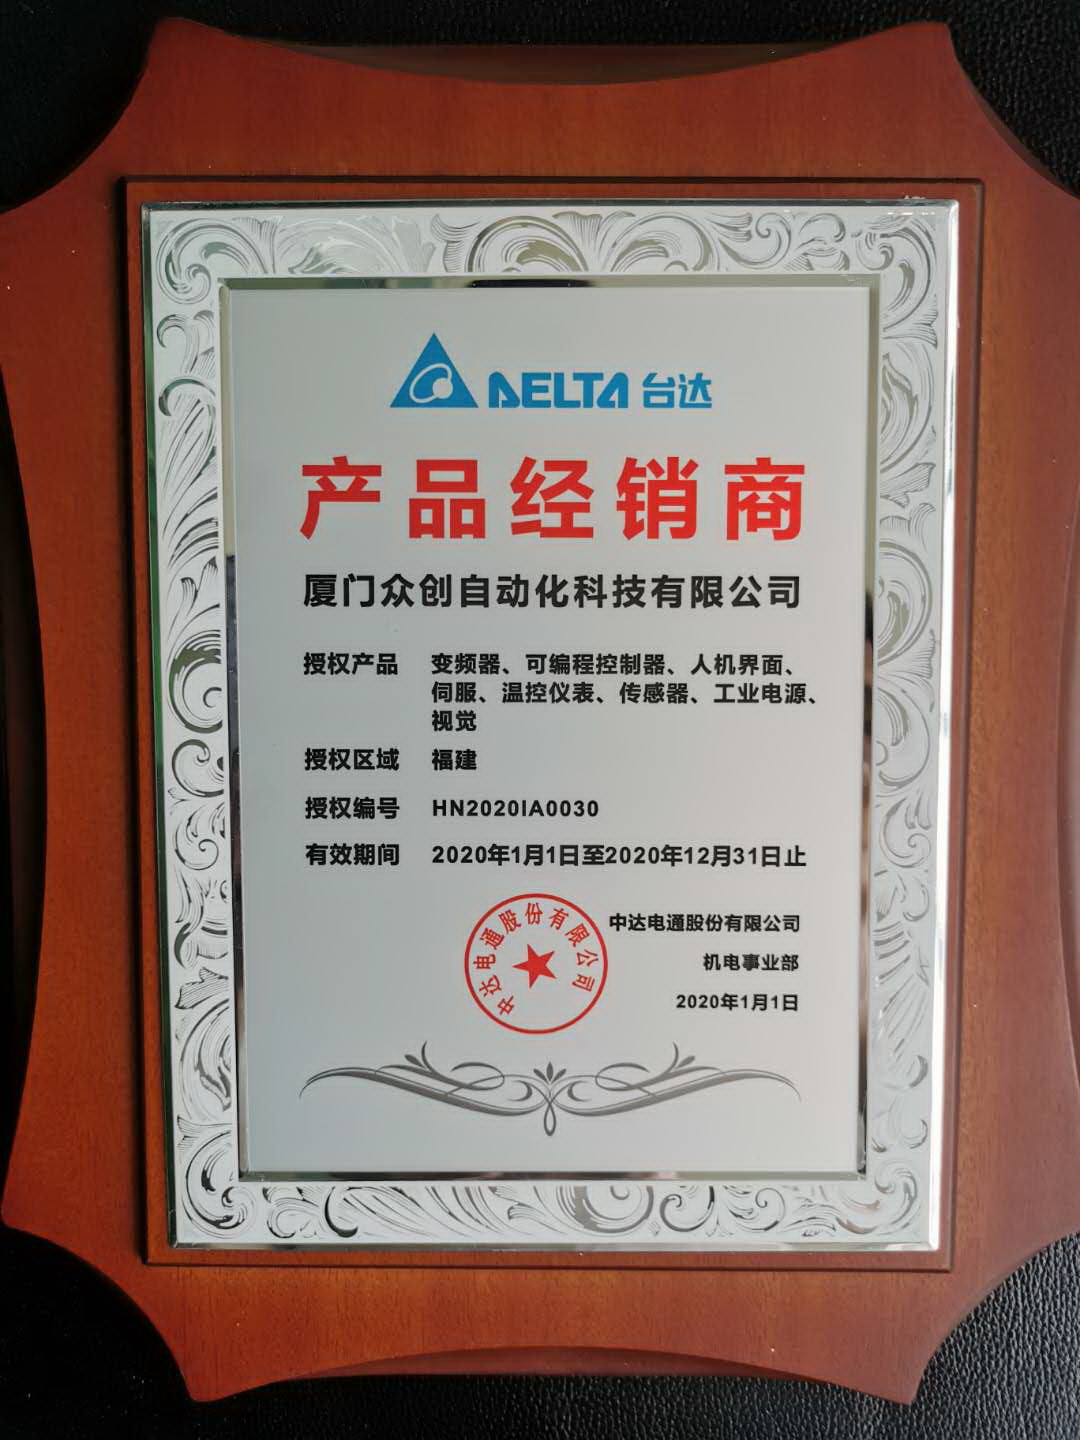 DELTA 台达
产品经销商
厦门众创自动化科技有限公司
授权产品 变频器、可编程控制器、人机界面、
伺服、温控仪表、传感器、工业电源、
视觉
授权区域 福建
授权编号 HN2020IA0030
有效期间 2020年1月1日至2020年12月31日止
中达电通股份有限公司
中达电通股份有限公司
机电事业部
2020年1月1日